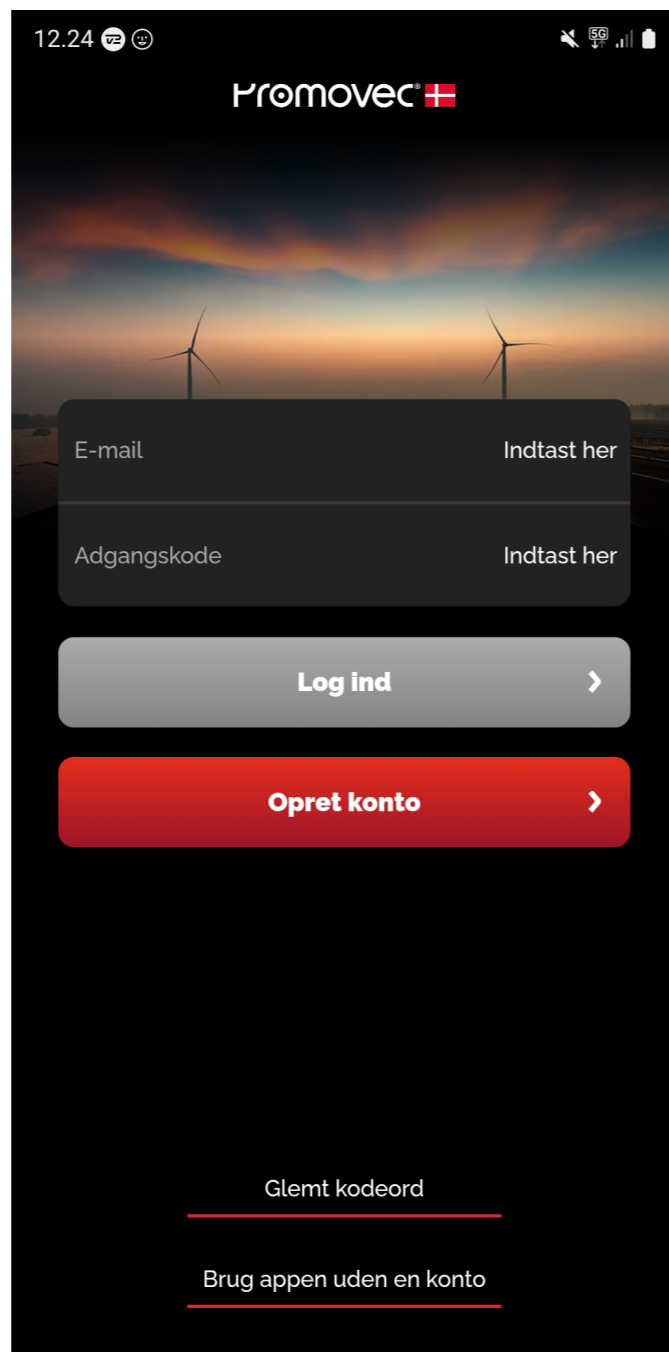 12.24
5G
Promovec®
E-mail Indtast her
Adgangskode Indtast her
Log ind
Opret konto
Glemt kodeord
Brug appen uden en konto